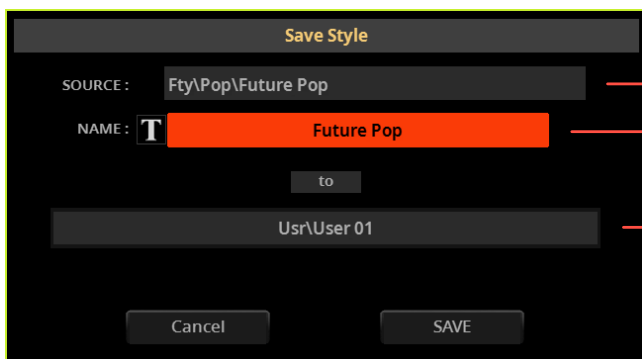 Save Style
SOURCE : Fty\Pop\Future Pop
NAME : T Future Pop
to
Usr\User 01
Cancel SAVE